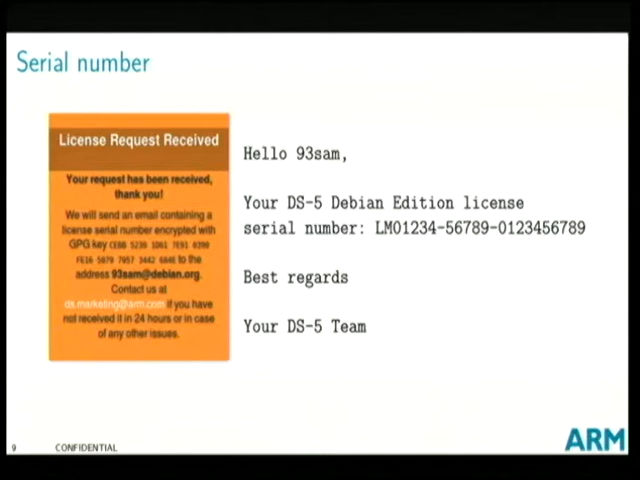 Serial number
License Request Received
Your request has been received,
thank you!
We will send an email containing a
license serial number encrypted with
GPG key
to the
address 93sam@debian.org.
Contact us at
ds.marketing@arm.com if you have
not received it in 24 hours or in case
of any other issues.
Hello 93sam,
Your DS-5 Debian Edition license
serial number: LM01234-56789-0123456789
Best regards
Your DS-5 Team
9 CONFIDENTIAL
ARM